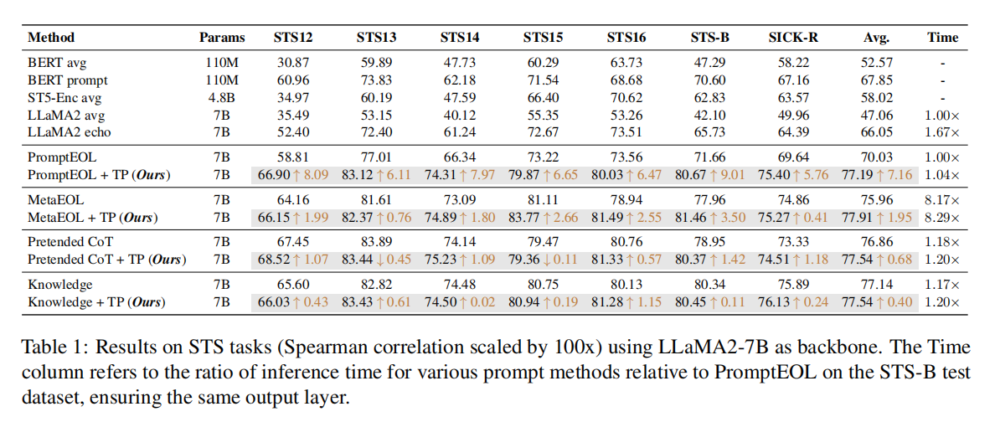 Method Params STS12 STS13 STS14 STS15 STS16 STS-B SICK-R Avg. Time
BERT avg 110M 30.87 59.89 47.73 60.29 63.73 47.29 58.22 52.57 -
BERT prompt 110M 60.96 73.83 62.18 71.54 68.68 70.60 67.16 67.85 -
ST5-Enc avg 4.8B 34.97 60.19 47.59 66.40 70.62 62.83 63.57 58.02 -
LLaMA2 avg 7B 35.49 53.15 40.12 55.35 53.26 42.10 49.96 47.06 1.00×
LLaMA2 echo 7B 52.40 72.40 61.24 72.67 73.51 65.73 64.39 66.05 1.67×
PromptEOL 7B 58.81 77.01 66.34 73.22 73.56 71.66 69.64 70.03 1.00×
PromptEOL + TP (Ours) 7B 66.90 ↑ 8.09 83.12 ↑ 6.11 74.31 ↑ 7.97 79.87 ↑ 6.65 80.03 ↑ 6.47 80.67 ↑ 9.01 75.40 ↑ 5.76 77.19 ↑ 7.16 1.04×
MetaEOL 7B 64.16 81.61 73.09 81.11 78.94 77.96 74.86 75.96 8.17×
MetaEOL + TP (Ours) 7B 66.15 ↑ 1.99 82.37 ↑ 0.76 74.89 ↑ 1.80 83.77 ↑ 2.66 81.49 ↑ 2.55 81.46 ↑ 3.50 75.27 ↑ 0.41 77.91 ↑ 1.95 8.29×
Pretended CoT 7B 67.45 83.89 74.14 79.47 80.76 78.95 73.33 76.86 1.18×
Pretended CoT + TP (Ours) 7B 68.52 ↑ 1.07 83.44 ↓ 0.45 75.23 ↑ 1.09 79.36 ↓ 0.11 81.33 ↑ 0.57 80.37 ↑ 1.42 74.51 ↑ 1.18 77.54 ↑ 0.68 1.20×
Knowledge 7B 65.60 82.82 74.48 80.75 80.13 80.34 75.89 77.14 1.17×
Knowledge + TP (Ours) 7B 66.03 ↑ 0.43 83.43 ↑ 0.61 74.50 ↑ 0.02 80.94 ↑ 0.19 81.28 ↑ 1.15 80.45 ↑ 0.11 76.13 ↑ 0.24 77.54 ↑ 0.40 1.20×
Table 1: Results on STS tasks (Spearman correlation scaled by 100x) using LLaMA2-7B as backbone. The Time
column refers to the ratio of inference time for various prompt methods relative to PromptEOL on the STS-B test
dataset, ensuring the same output layer.